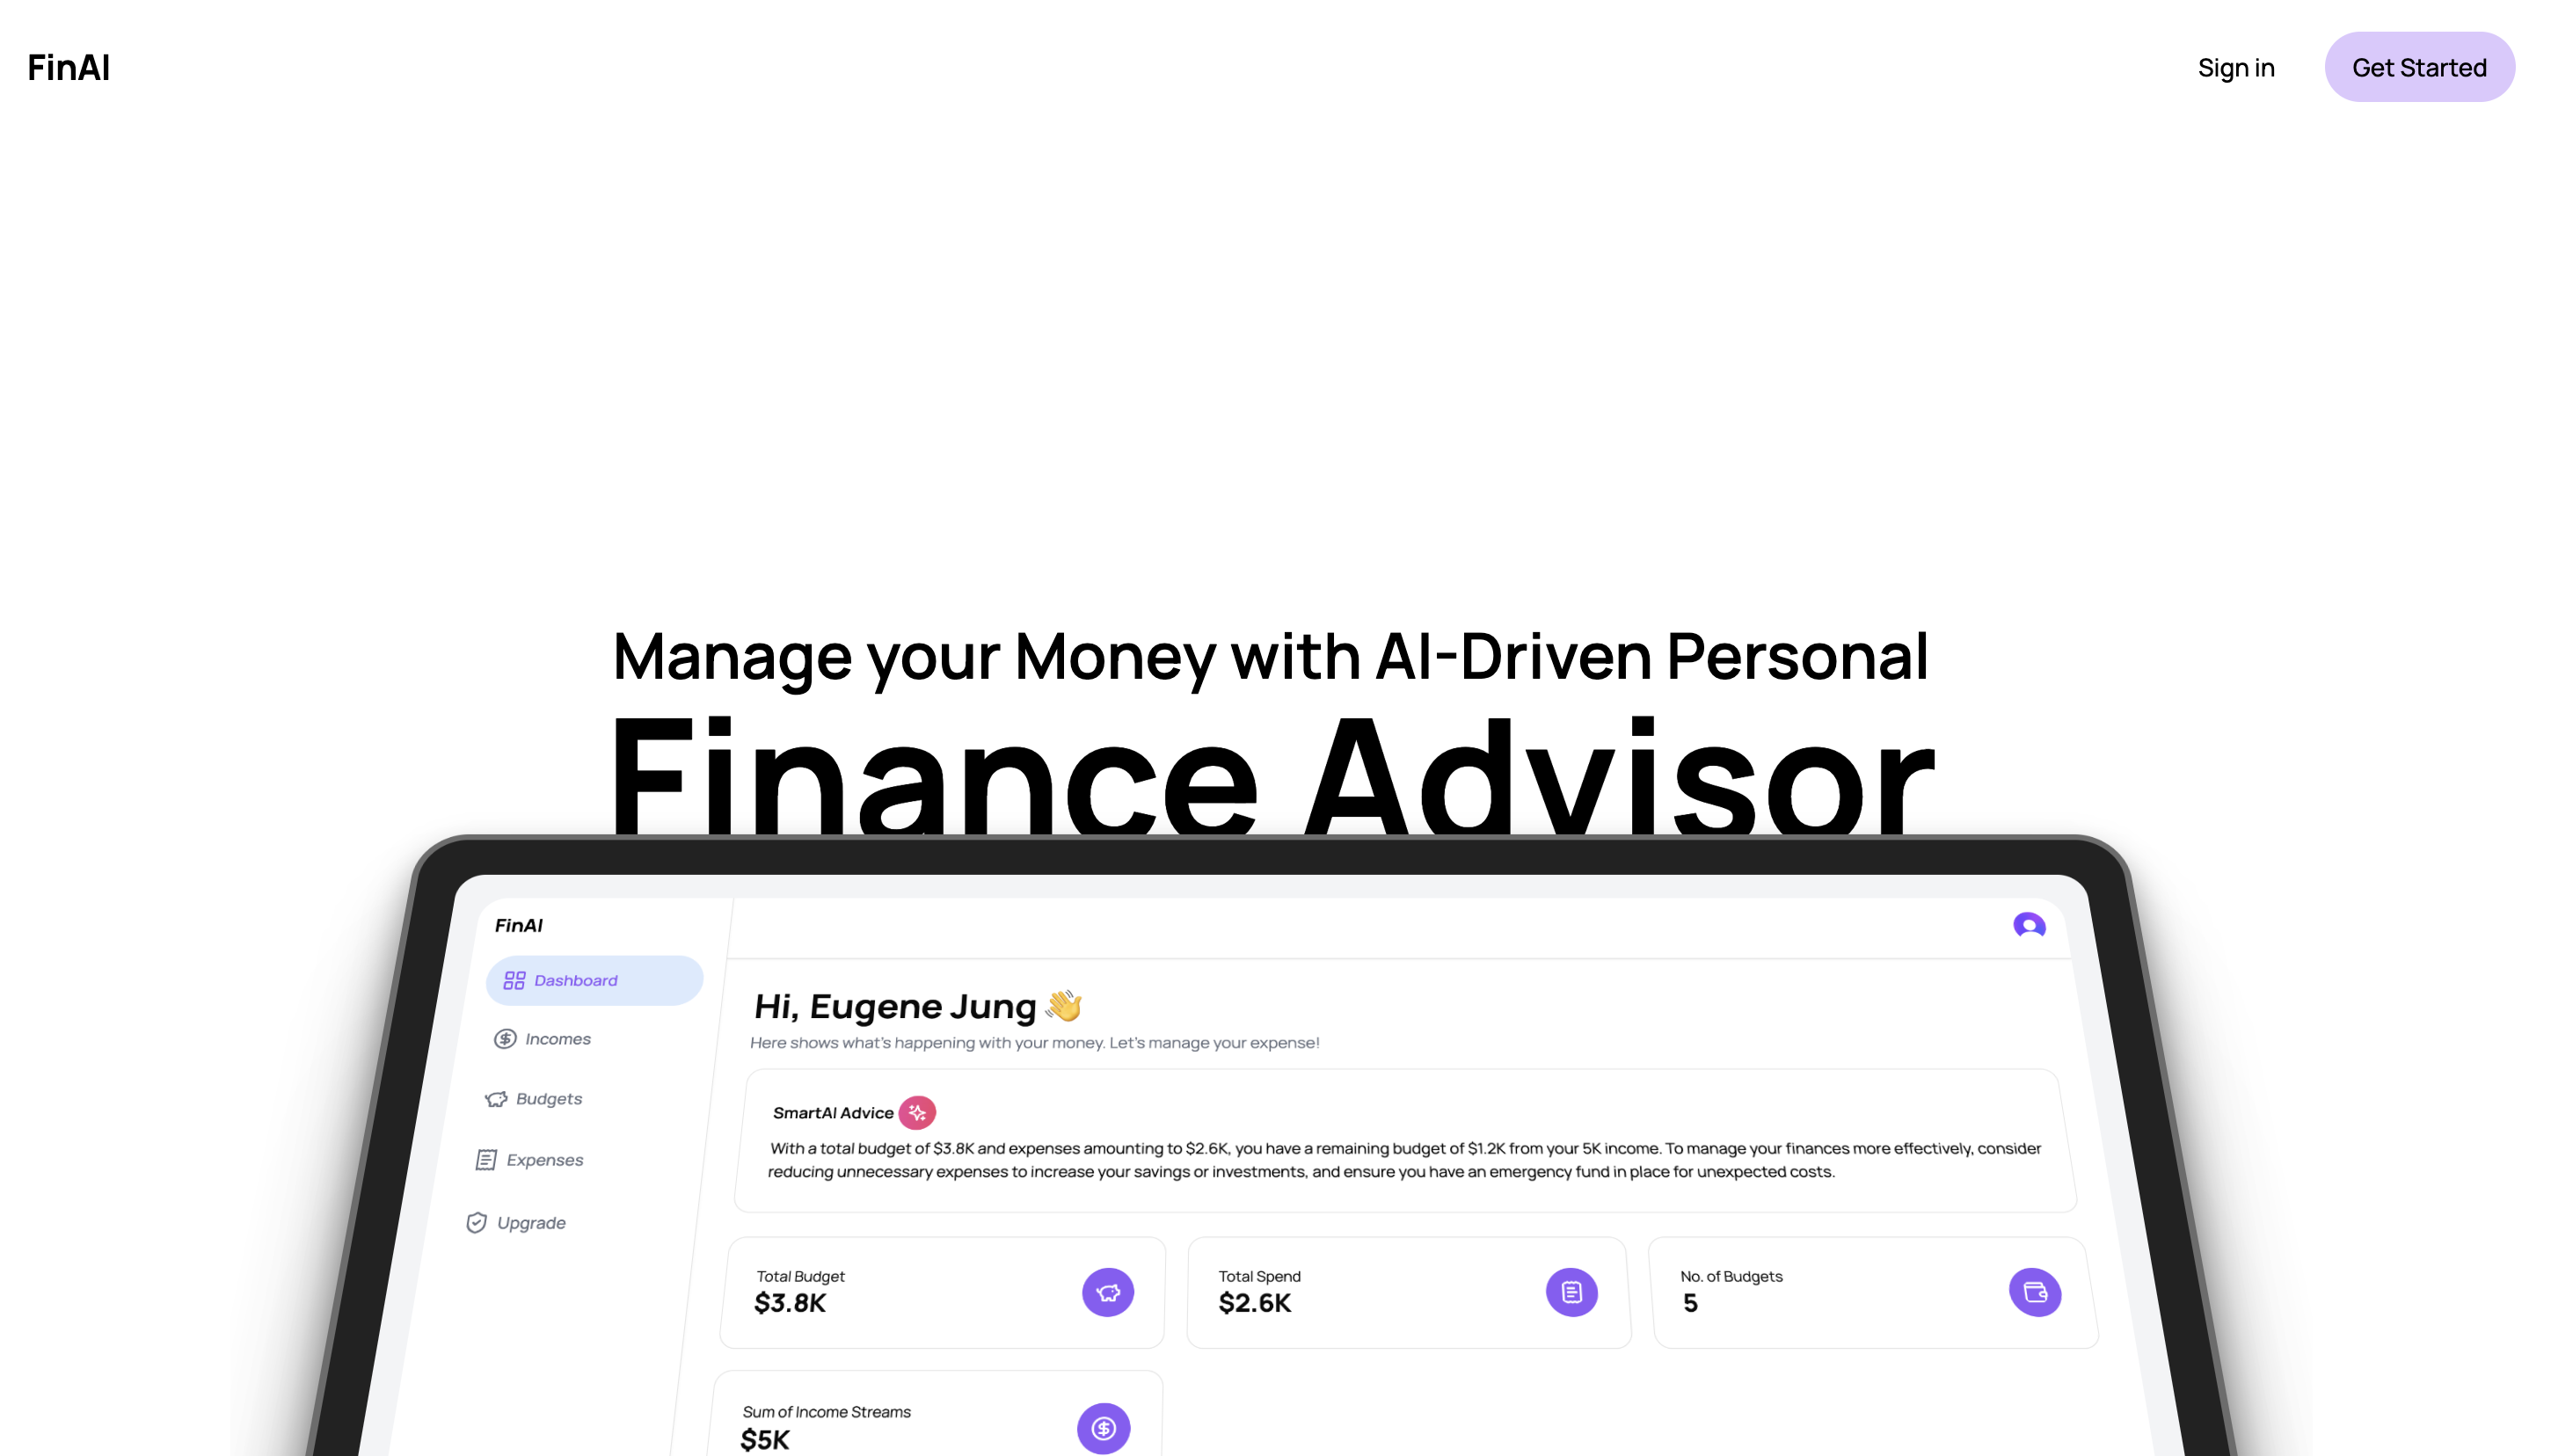 FinAI
Sign in
Get Started
Manage your Money with AI-Driven Personal
Finance Advisor
FinAI
Dashboard
Incomes
Budgets
Expenses
Upgrade
Hi, Eugene Jung 👋
Here shows what's happening with your money. Let's manage your expense!
SmartAI Advice
With a total budget of $3.8K and expenses amounting to $2.6K, you have a remaining budget of $1.2K from your 5K income. To manage your finances more effectively, consider
reducing unnecessary expenses to increase your savings or investments, and ensure you have an emergency fund in place for unexpected costs.
Total Budget
$3.8K
Total Spend
$2.6K
No. of Budgets
5
Sum of Income Streams
$5K